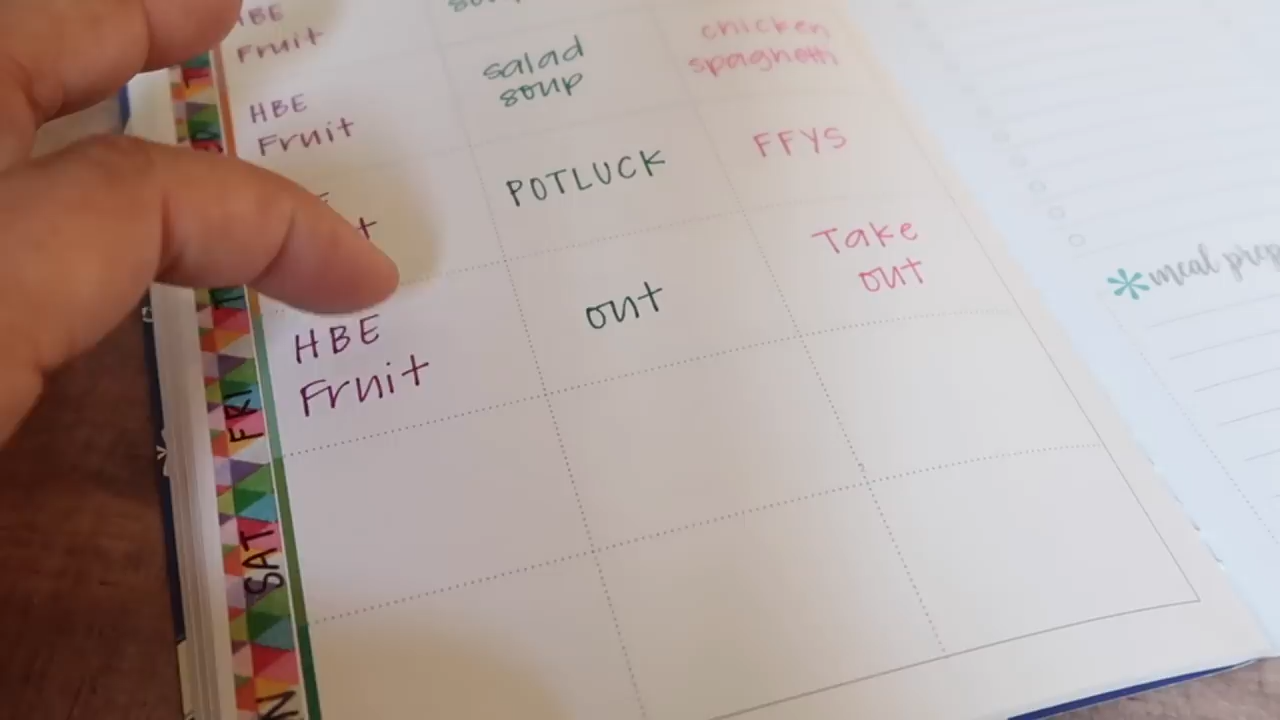 HBE
Fruit
salad
soup
chicken
spaghetti
HBE
Fruit
POTLUCK
FFYS
HBE
Fruit
out
Take
out
FRI
SAT
*meal prep